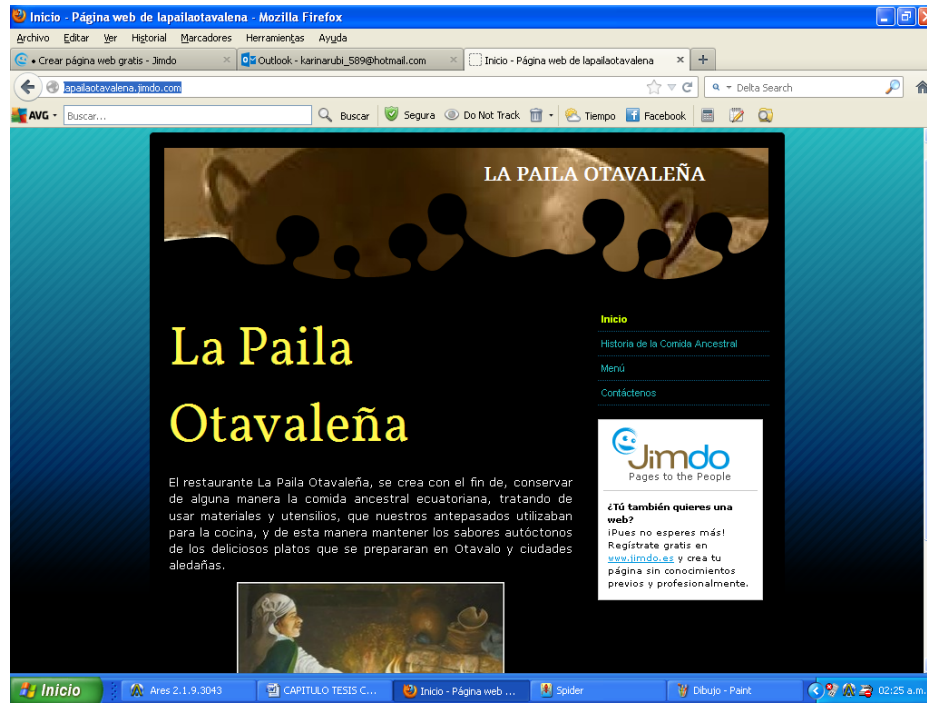 Inicio - Página web de lapailaotavalena - Mozilla Firefox
Archivo Editar Ver Historial Marcadores Herramientas Ayuda
• Crear página web gratis - Jimdo × Outlook - karinarubi_589@hotmail.com × Inicio - Página web de lapailaotavalena × +
lapailaotavalena.jimdo.com Delta Search
AVG Buscar... Buscar Segura Do Not Track Tiempo Facebook
LA PAILA OTAVALEÑA
Inicio
Historia de la Comida Ancestral
Menú
Contáctenos
La Paila
Otavaleña
El restaurante La Paila Otavaleña, se crea con el fin de, conservar
de alguna manera la comida ancestral ecuatoriana, tratando de
usar materiales y utensilios, que nuestros antepasados utilizaban
para la cocina, y de esta manera mantener los sabores autóctonos
de los deliciosos platos que se prepararan en Otavalo y ciudades
aledañas.
Jimdo
Pages to the People
¿Tú también quieres una
web?
¡Pues no esperes más!
Regístrate gratis en
www.jimdo.es y crea tu
página sin conocimientos
previos y profesionalmente.
Inicio Ares 2.1.9.3043 CAPITULO TESIS C... Inicio - Página web ... Spider Dibujo - Paint 02:25 a.m.